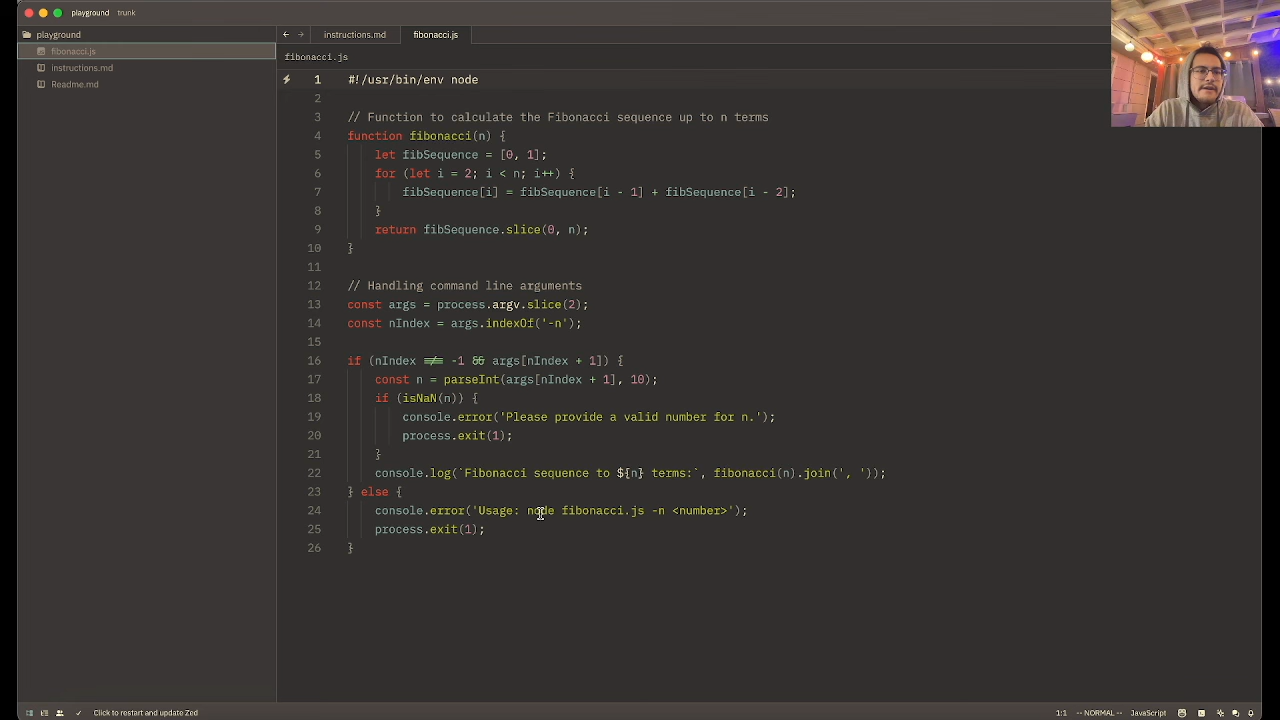 playground trunk
playground
fibonacci.js
instructions.md
Readme.md
instructions.md fibonacci.js
fibonacci.js
1 #!/usr/bin/env node
2
3 // Function to calculate the Fibonacci sequence up to n terms
4 function fibonacci(n) {
5 let fibSequence = [0, 1];
6 for (let i = 2; i < n; i++) {
7 fibSequence[i] = fibSequence[i - 1] + fibSequence[i - 2];
8 }
9 return fibSequence.slice(0, n);
10 }
11
12 // Handling command line arguments
13 const args = process.argv.slice(2);
14 const nIndex = args.indexOf('-n');
15
16 if (nIndex !== -1 && args[nIndex + 1]) {
17 const n = parseInt(args[nIndex + 1], 10);
18 if (isNaN(n)) {
19 console.error('Please provide a valid number for n.');
20 process.exit(1);
21 }
22 console.log(`Fibonacci sequence to ${n} terms:`, fibonacci(n).join(', '));
23 } else {
24 console.error('Usage: node fibonacci.js -n <number>');
25 process.exit(1);
26 }
Click to restart and update Zed
1:1 -- NORMAL -- JavaScript